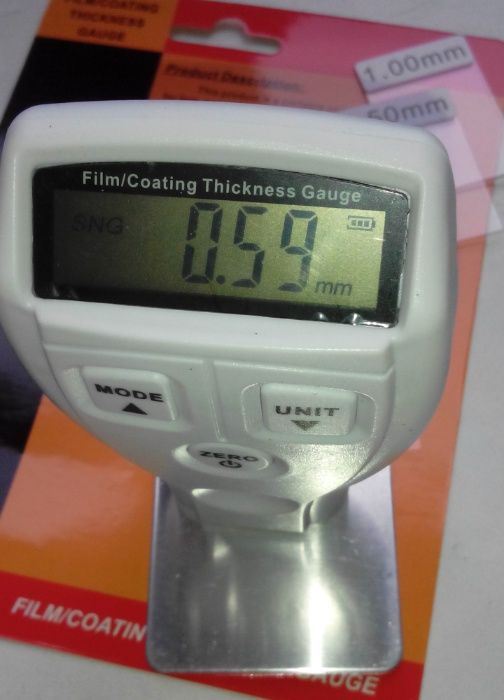 FILM/COATING
THICKNESS
GAUGE
Product Description:
1.00mm
.50mm
Film/Coating Thickness Gauge
SNG
0.59
mm
MODE
UNIT
ZERO
FILM/COATIN
GAUGE